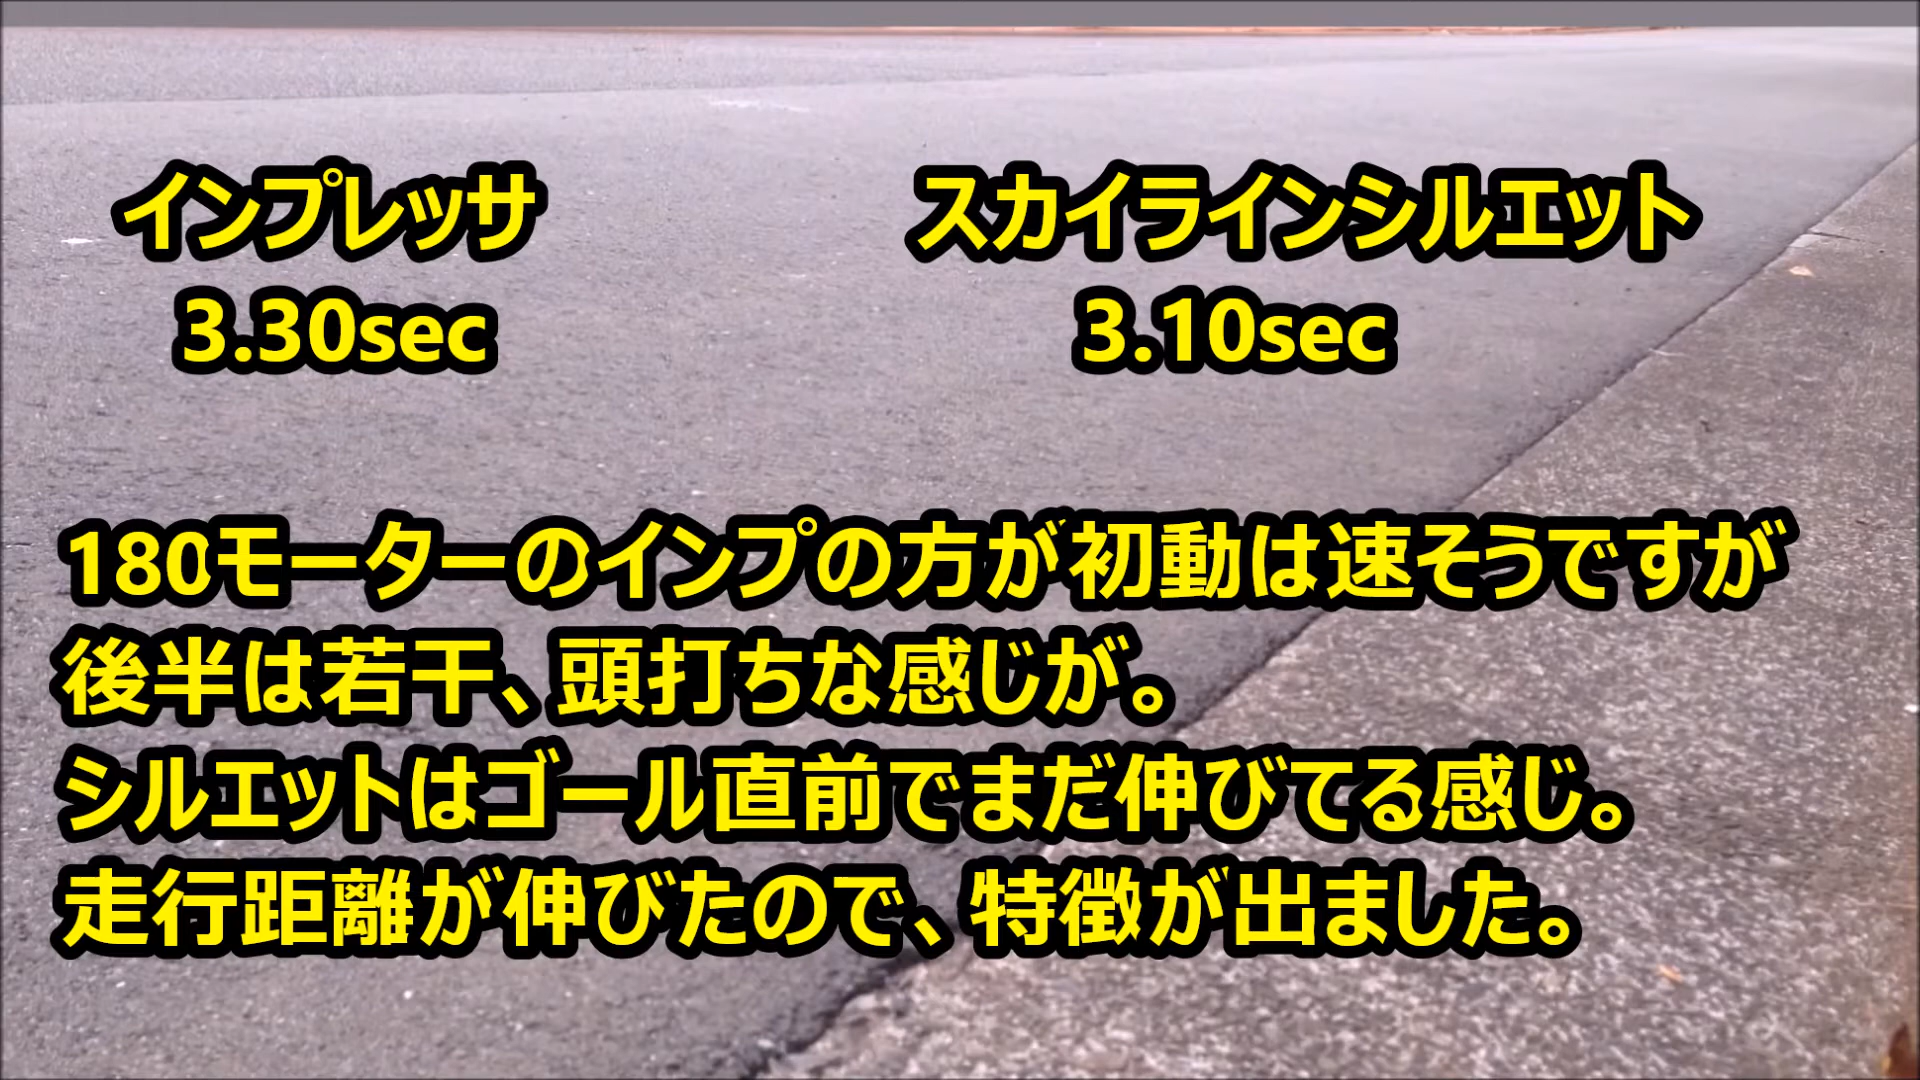 インプレッサ
スカイラインシルエット
3.30sec
3.10sec
180モーターのインプの方が初動は速そうですが
後半は若干、頭打ちな感じが。
シルエットはゴール直前でまだ伸びてる感じ。
走行距離が伸びたので、特徴が出ました。